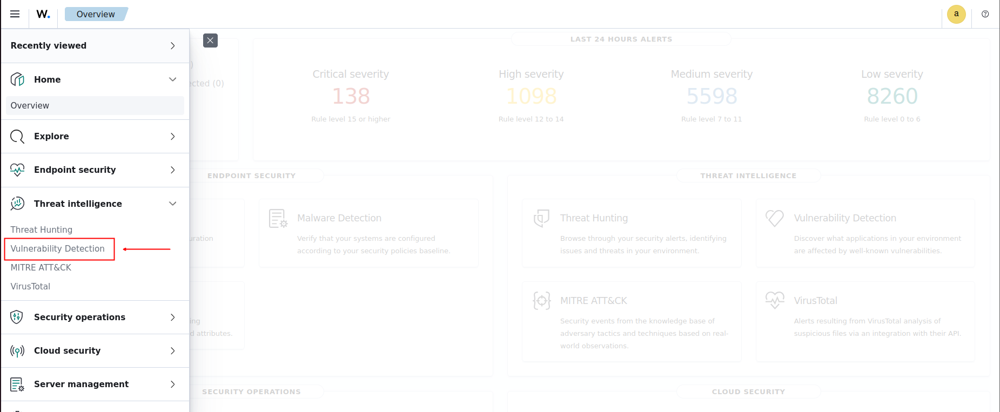 W.
Overview
a
Recently viewed
Home
Overview
Explore
Endpoint security
Threat intelligence
Threat Hunting
Vulnerability Detection
MITRE ATT&CK
VirusTotal
Security operations
Cloud security
Server management
)
ected (0)
LAST 24 HOURS ALERTS
Critical severity
138
Rule level 15 or higher
High severity
1098
Rule level 12 to 14
Medium severity
5598
Rule level 7 to 11
Low severity
8260
Rule level 0 to 6
ENDPOINT SECURITY
uration
Malware Detection
Verify that your systems are configured
according to your security policies baseline.
ing
d attributes.
THREAT INTELLIGENCE
Threat Hunting
Browse through your security alerts, identifying
issues and threats in your environment.
Vulnerability Detection
Discover what applications in your environment
are affected by well-known vulnerabilities.
MITRE ATT&CK
Security events from the knowledge base of
adversary tactics and techniques based on real-
world observations.
VirusTotal
Alerts resulting from VirusTotal analysis of
suspicious files via an integration with their API.
SECURITY OPERATIONS
CLOUD SECURITY